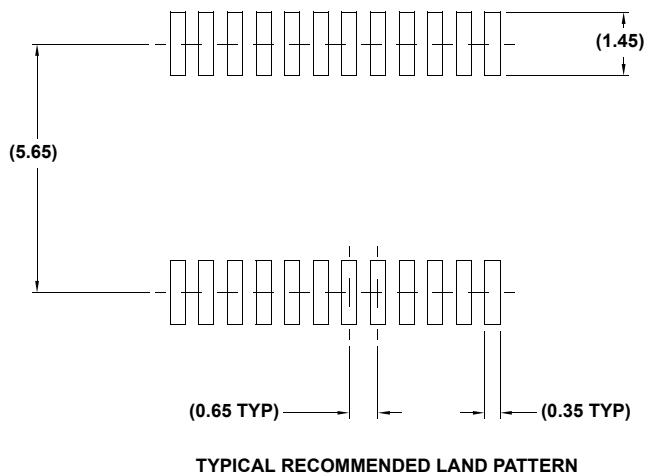 (1.45)
(5.65)
(0.65 TYP)
(0.35 TYP)
TYPICAL RECOMMENDED LAND PATTERN